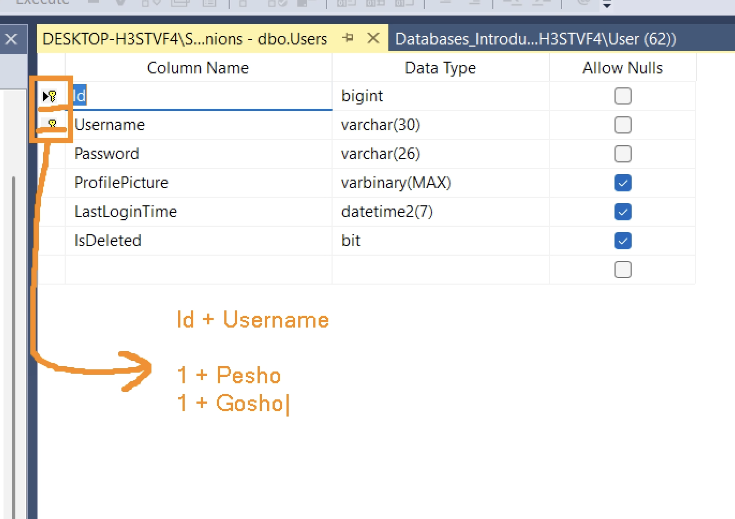 Execute
DESKTOP-H3STVF4\S...nions - dbo.Users
Databases_Introdu...H3STVF4\User (62))
Column Name Data Type Allow Nulls
Id bigint
Username varchar(30)
Password varchar(26)
ProfilePicture varbinary(MAX)
LastLoginTime datetime2(7)
IsDeleted bit
Id + Username
1 + Pesho
1 + Gosho